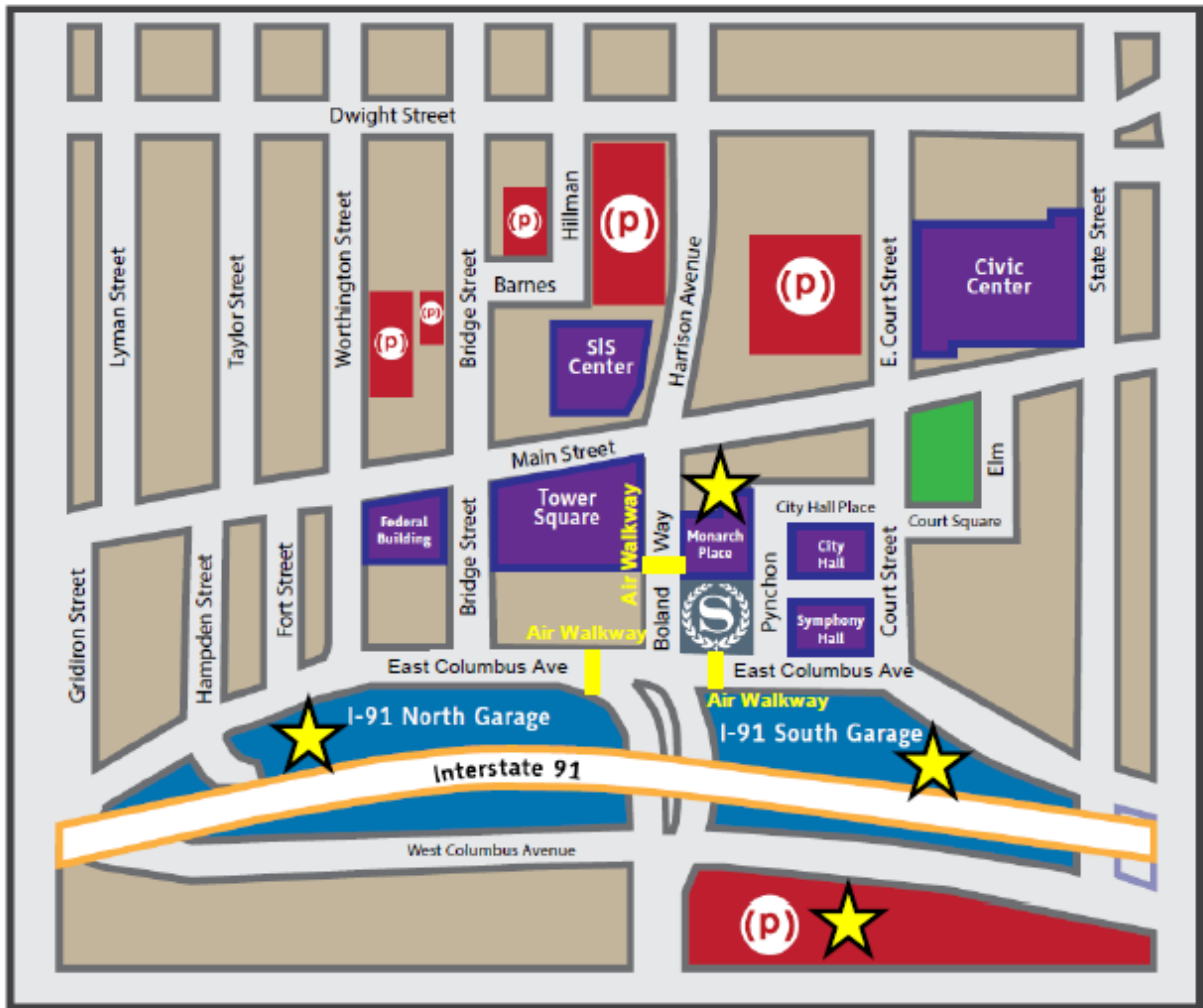 Dwight Street
Lyman Street
Taylor Street
Worthington Street
(p)
(p)
Bridge Street
(p)
Hillman
Barnes
(p)
Harrison Avenue
(p)
E. Court Street
Civic
Center
State Street
SIS
Center
Main Street
Elm
Court Square
Federal
Building
Bridge Street
Tower
Square
Air Walkway
Boland Way
Monarch
Place
S
Pynchon
City Hall Place
City
Hall
Symphony
Hall
Court Street
Gridiron Street
Hampden Street
Fort Street
Air Walkway
East Columbus Ave
East Columbus Ave
Air Walkway
I-91 North Garage
I-91 South Garage
Interstate 91
West Columbus Avenue
(p)